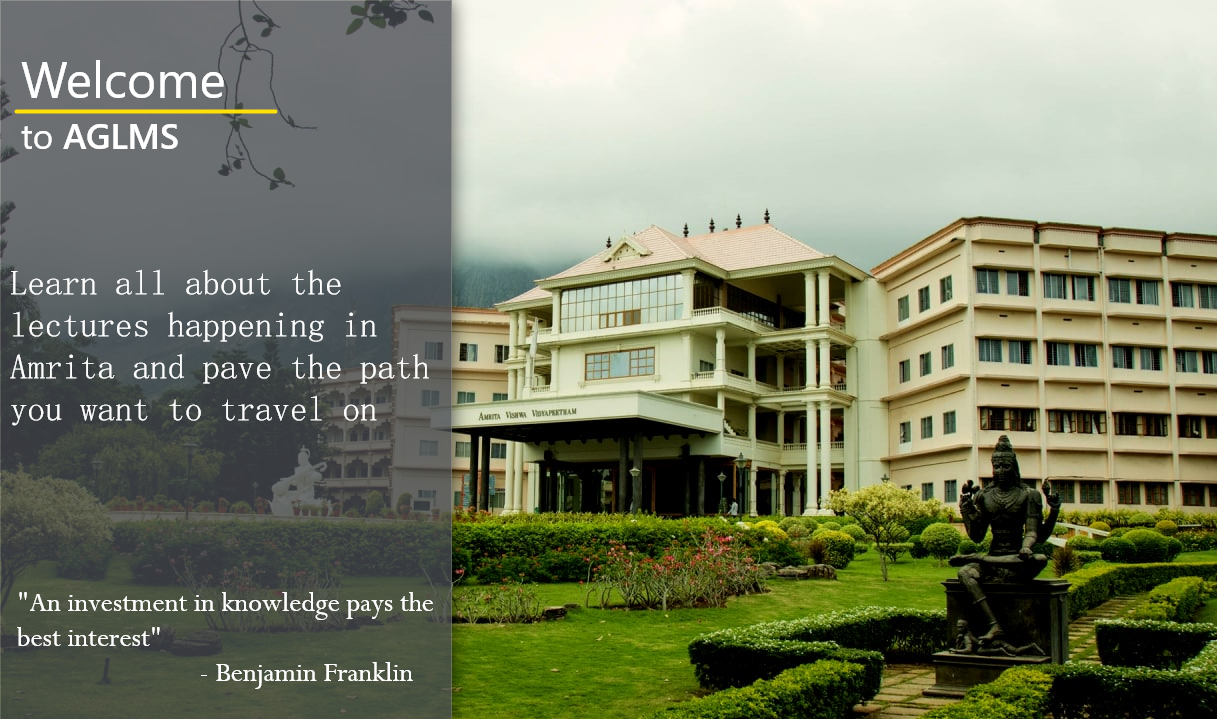 Welcome
to AGLMS
Learn all about the
lectures happening in
Amrita and pave the path
you want to travel on
AMRITA VISHWA VIDYAPEETHAM
"An investment in knowledge pays the
best interest"
- Benjamin Franklin